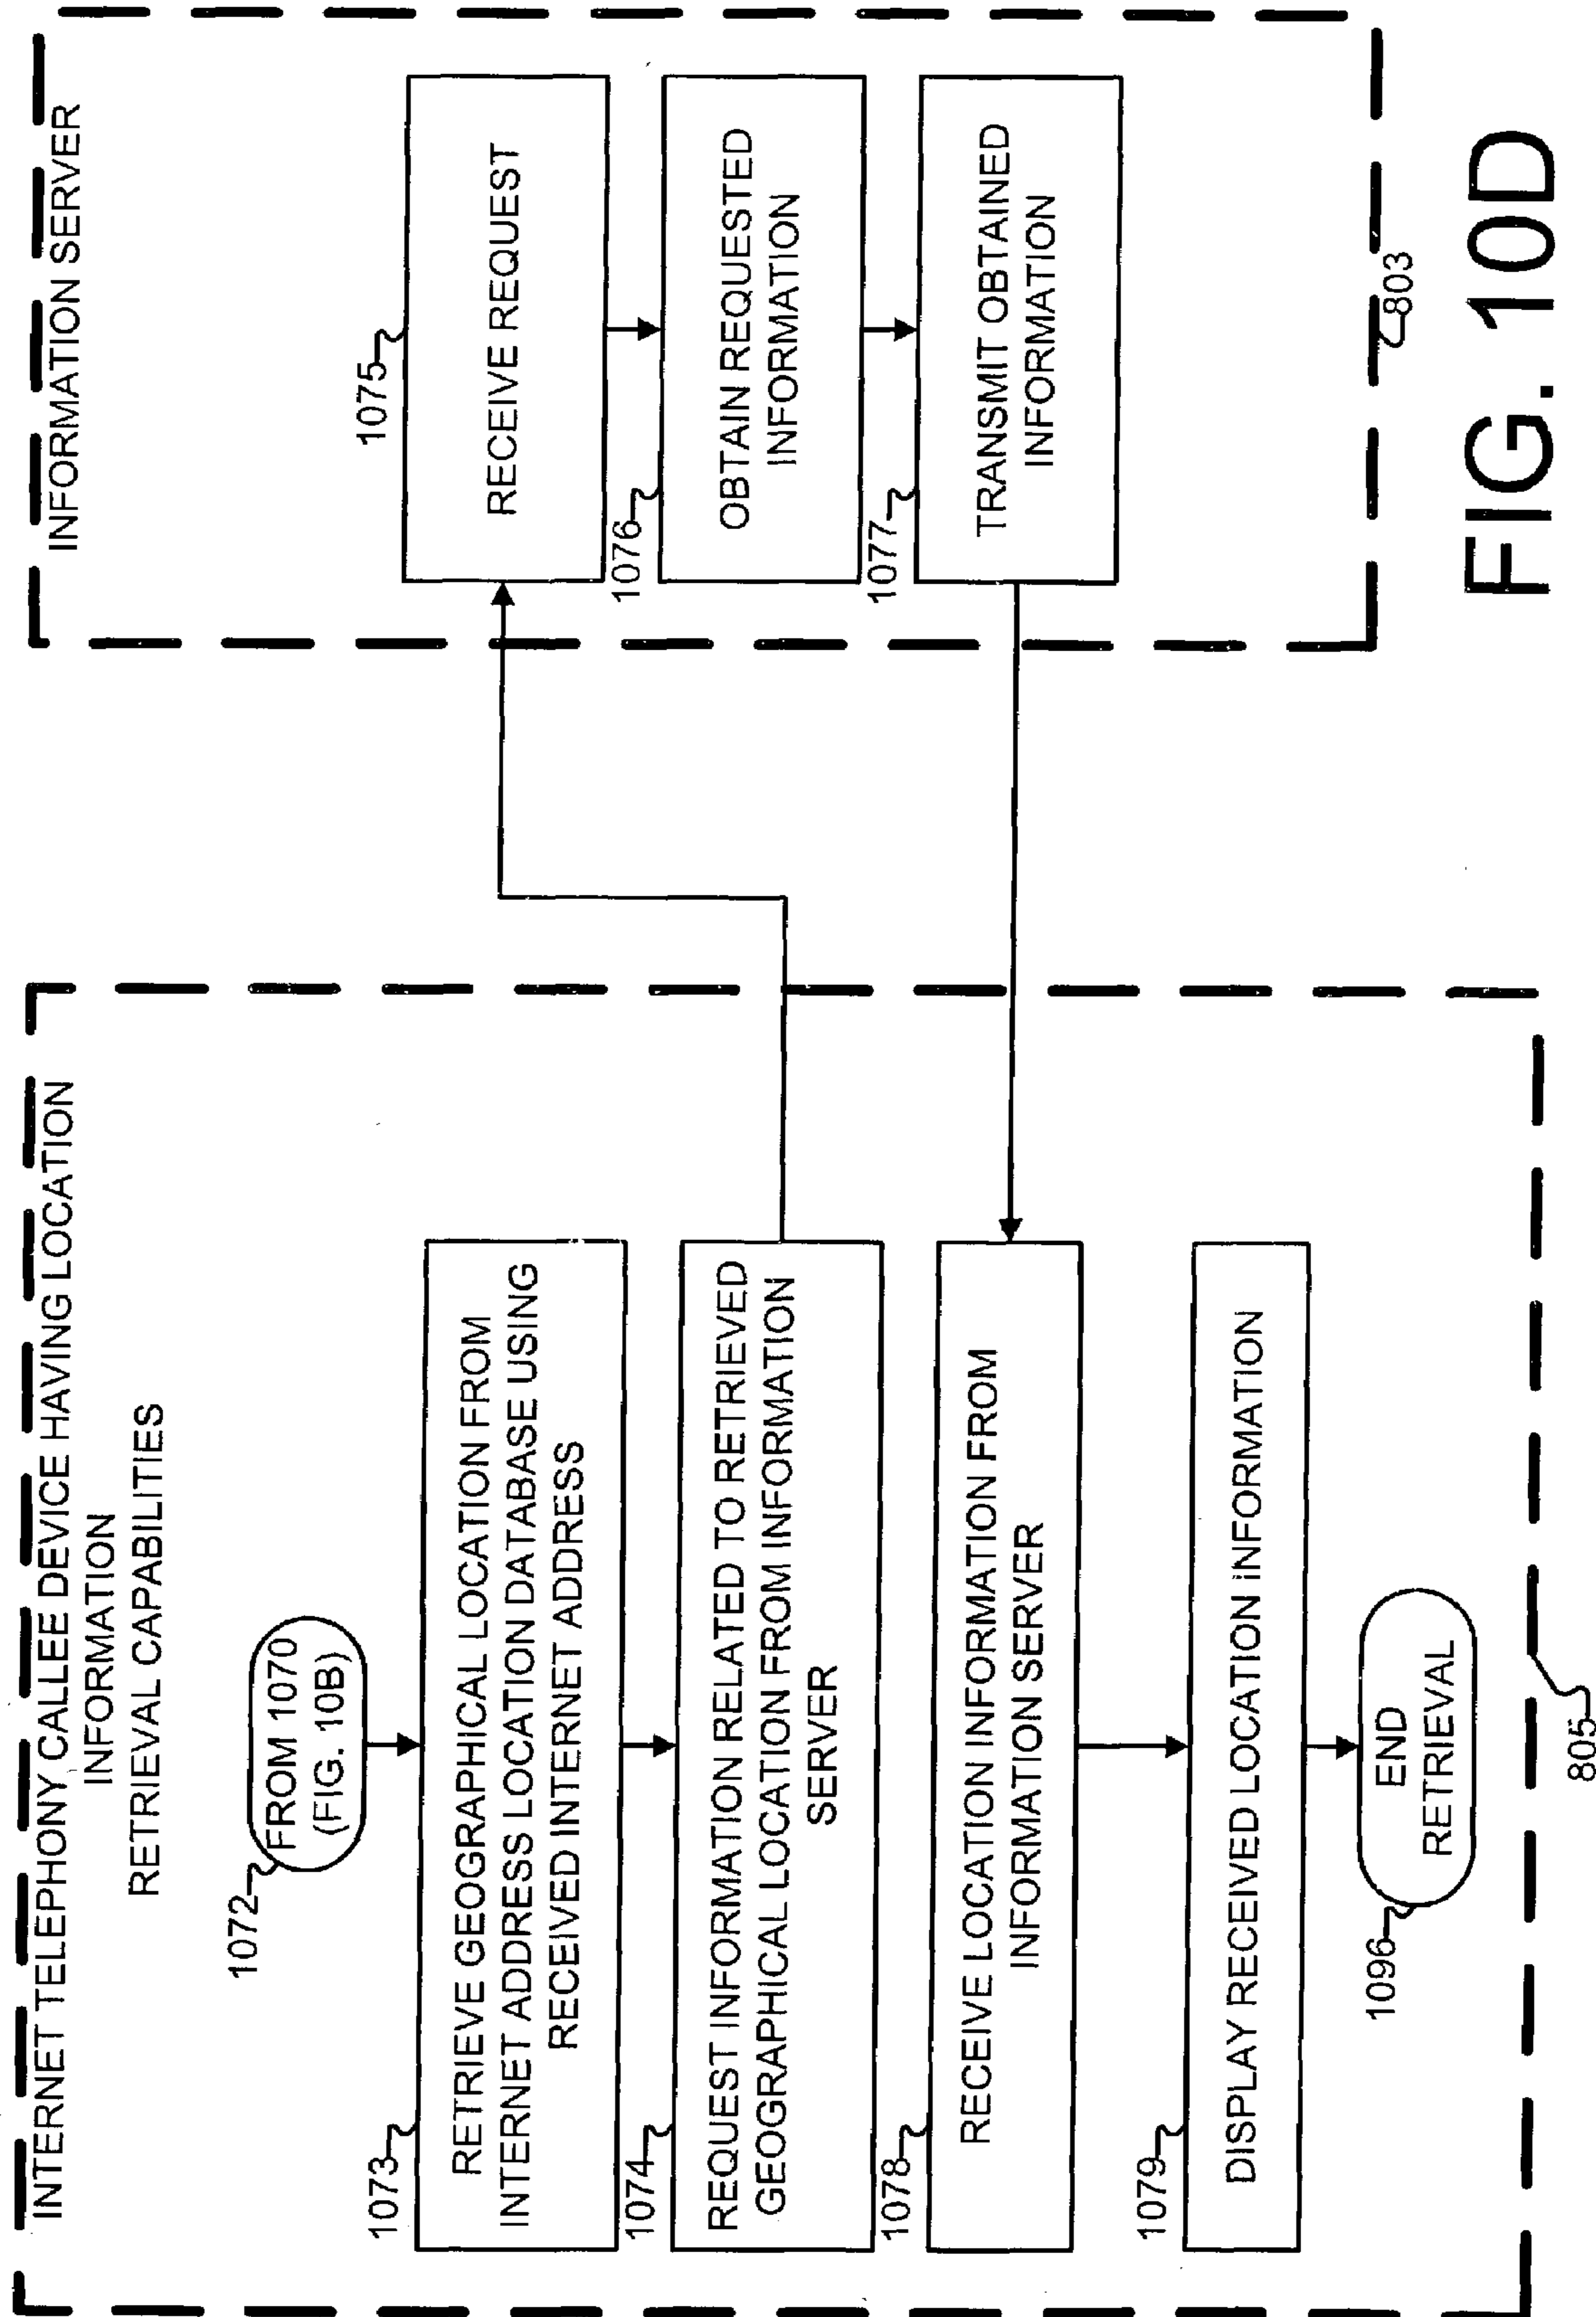 INTERNET TELEPHONY CALLEE DEVICE HAVING LOCATION
INFORMATION
RETRIEVAL CAPABILITIES
1072
FROM 1070
(FIG. 10B)
1073
RETRIEVE GEOGRAPHICAL LOCATION FROM
INTERNET ADDRESS LOCATION DATABASE USING
RECEIVED INTERNET ADDRESS
1074
REQUEST INFORMATION RELATED TO RETRIEVED
GEOGRAPHICAL LOCATION FROM INFORMATION
SERVER
1078
RECEIVE LOCATION INFORMATION FROM
INFORMATION SERVER
1079
DISPLAY RECEIVED LOCATION INFORMATION
1096
END
RETRIEVAL
805
INFORMATION SERVER
1075
RECEIVE REQUEST
1076
OBTAIN REQUESTED
INFORMATION
1077
TRANSMIT OBTAINED
INFORMATION
803
FIG. 10D